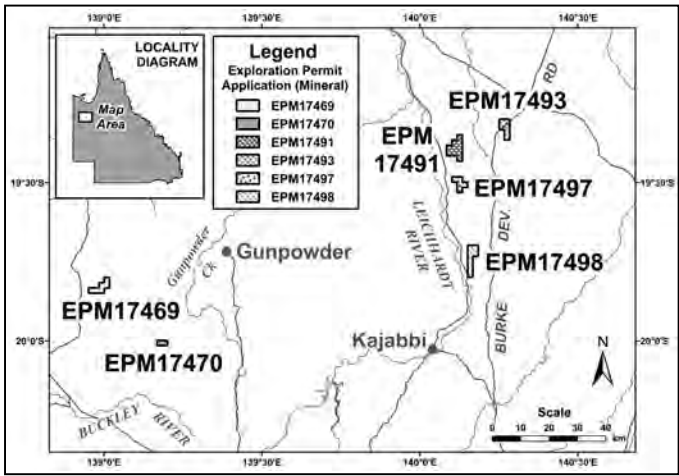 139°0'E
139°30'E
140°0'E
140°30'E
LOCALITY
DIAGRAM
Map
Area
Legend
Exploration Permit
Application (Mineral)
EPM17469
EPM17470
EPM17491
EPM17493
EPM17497
EPM17498
RD
EPM17493
EPM
17491
19°30'S
19°30'S
EPM17497
LEICHHARDT
RIVER
DEV.
Gunpowder
Ck
Gunpowder
EPM17498
EPM17469
BURKE
20°0'S
20°0'S
Kajabbi
EPM17470
N
BUCKLEY
RIVER
Scale
0 10 20 30 40
km
139°0'E
139°30'E
140°0'E
140°30'E